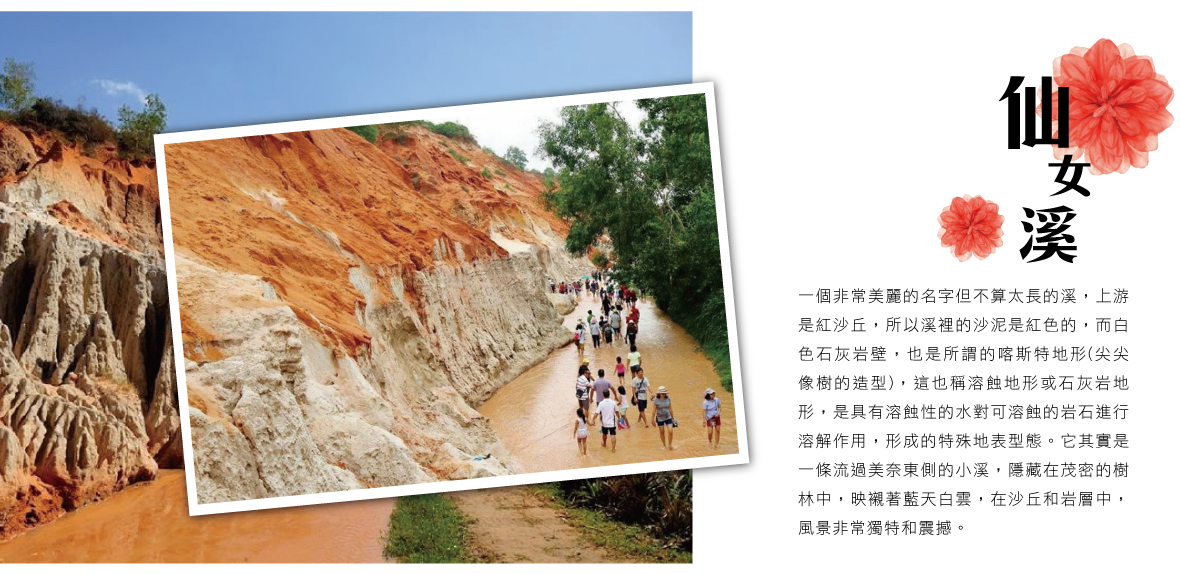 仙
女
溪
一個非常美麗的名字但不算太長的溪，上游
是紅沙丘，所以溪裡的沙泥是紅色的，而白
色石灰岩壁，也是所謂的喀斯特地形(尖尖
像樹的造型)，這也稱溶蝕地形或石灰岩地
形，是具有溶蝕性的水對可溶蝕的岩石進行
溶解作用，形成的特殊地表型態。它其實是
一條流過美奈東側的小溪，隱藏在茂密的樹
林中，映襯著藍天白雲，在沙丘和岩層中，
風景非常獨特和震撼。